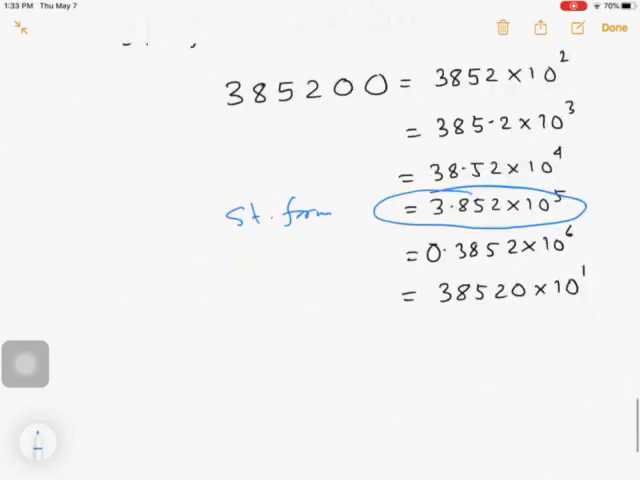 1:33 PM Thu May 7
70%
Done
385200 = 3852 × 10²
= 385.2 × 10³
= 38.52 × 10⁴
st. form = 3.852 × 10⁵
= 0.3852 × 10⁶
= 38520 × 10¹